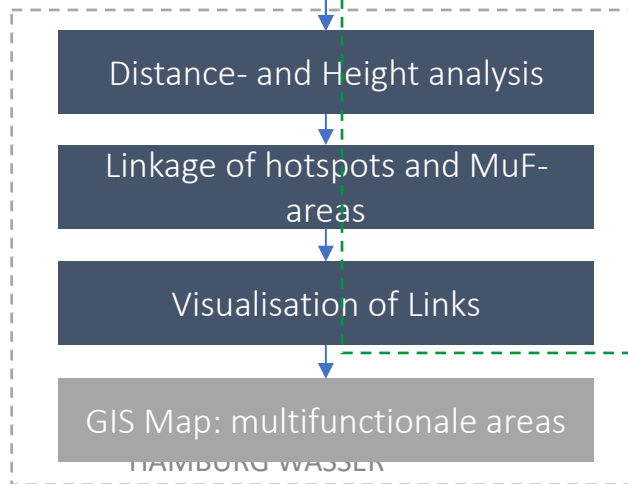 Distance- and Height analysis
Linkage of hotspots and MuF-
areas
Visualisation of Links
GIS Map: multifunctionale areas
HAMBURG WASSER